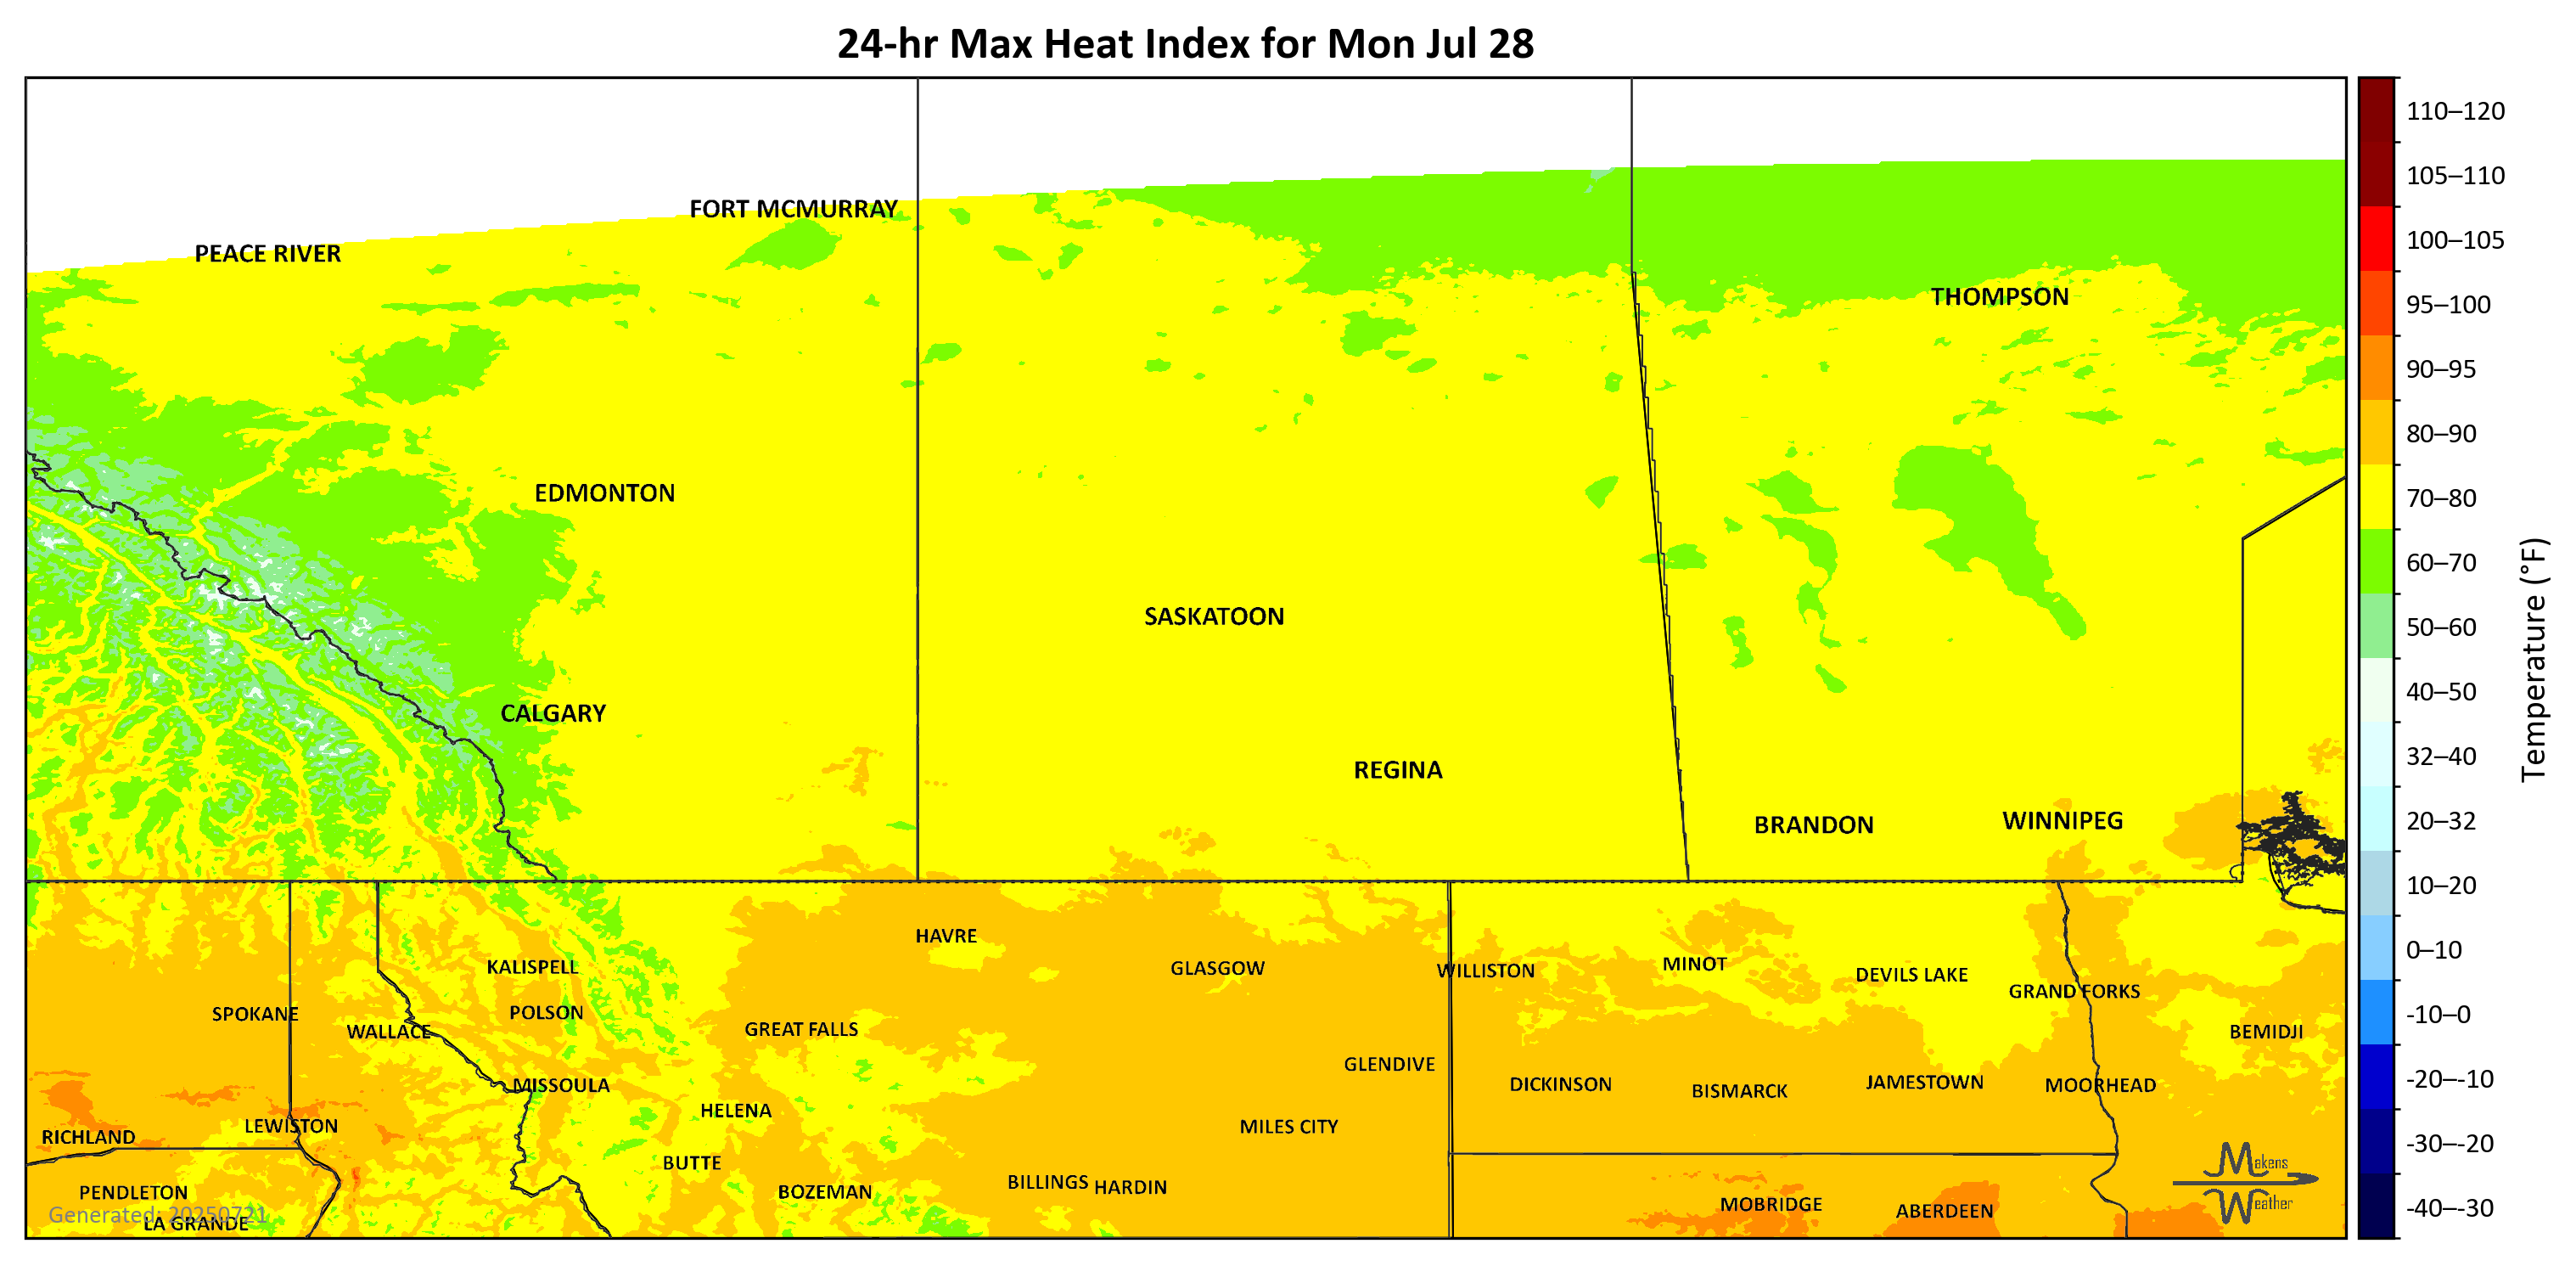 24-hr Max Heat Index for Mon Jul 28
110–120
105–110
FORT MCMURRAY
100–105
PEACE RIVER
THOMPSON
95–100
90–95
80–90
EDMONTON
70–80
60–70
SASKATOON
50–60
Temperature (°F)
40–50
CALGARY
32–40
REGINA
20–32
BRANDON
WINNIPEG
10–20
HAVRE
0–10
KALISPELL
GLASGOW
WILLISTON
MINOT
DEVILS LAKE
GRAND FORKS
-10–0
SPOKANE
POLSON
WALLACE
GREAT FALLS
BEMIDJI
GLENDIVE
-20–-10
MISSOULA
DICKINSON
BISMARCK
JAMESTOWN
MOORHEAD
HELENA
RICHLAND
LEWISTON
MILES CITY
-30–-20
BUTTE
Makens
Weather
PENDLETON
BOZEMAN
BILLINGS
HARDIN
MOBRIDGE
ABERDEEN
-40–-30
Generated: 20250721
LA GRANDE